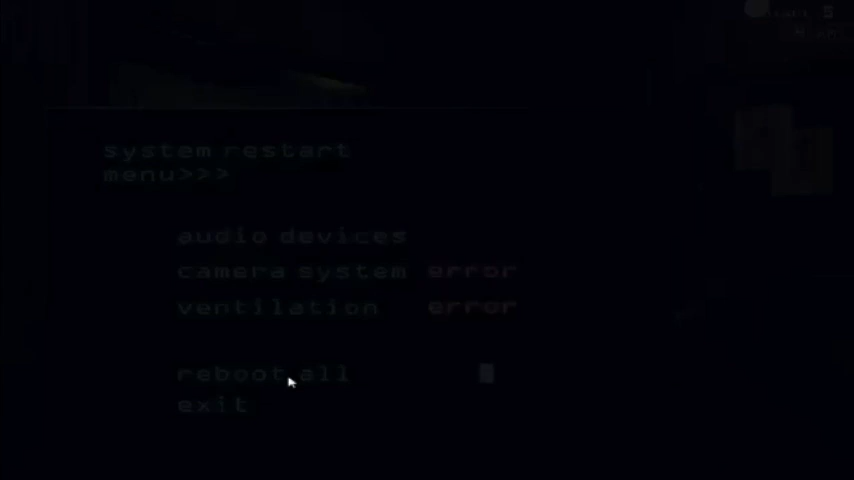 system restart
menu>>>
audio devices
camera system error
ventilation error
reboot all
exit